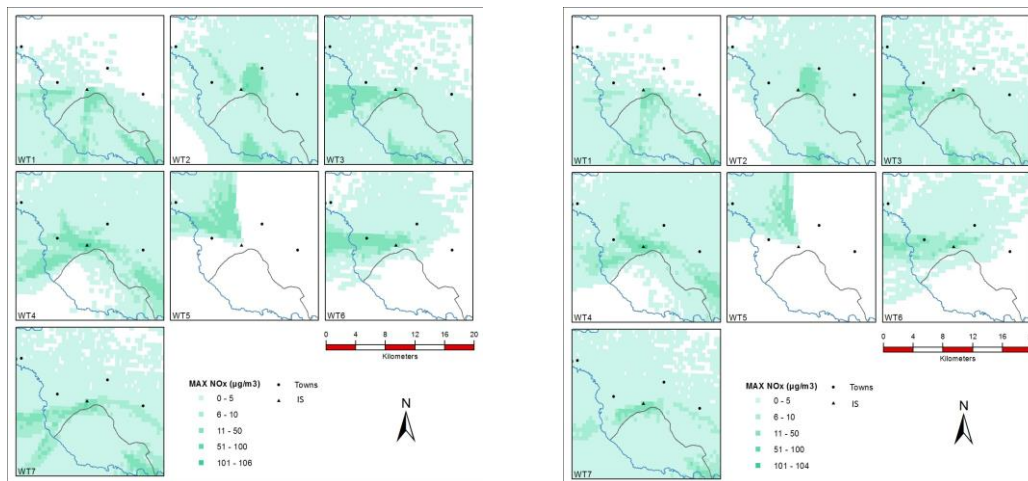 WT1
WT2
WT3
WT4
WT5
WT6
0 4 8 12 16 20
Kilometers
WT7
MAX NOx (µg/m3)
0 - 5
6 - 10
11 - 50
51 - 100
101 - 106
Towns
IS
N
WT1
WT2
WT3
WT4
WT5
WT6
0 4 8 12 16
Kilometers
WT7
MAX NOx (µg/m3)
0 - 5
6 - 10
11 - 50
51 - 100
101 - 104
Towns
IS
N